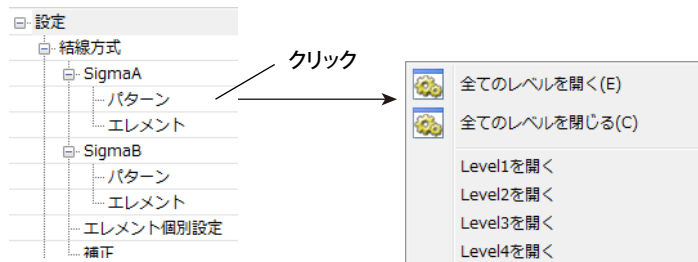 設定
結線方式
SigmaA
パターン
エレメント
SigmaB
パターン
エレメント
エレメント個別設定
補正
クリック
全てのレベルを開く(E)
全てのレベルを閉じる(C)
Level1を開く
Level2を開く
Level3を開く
Level4を開く